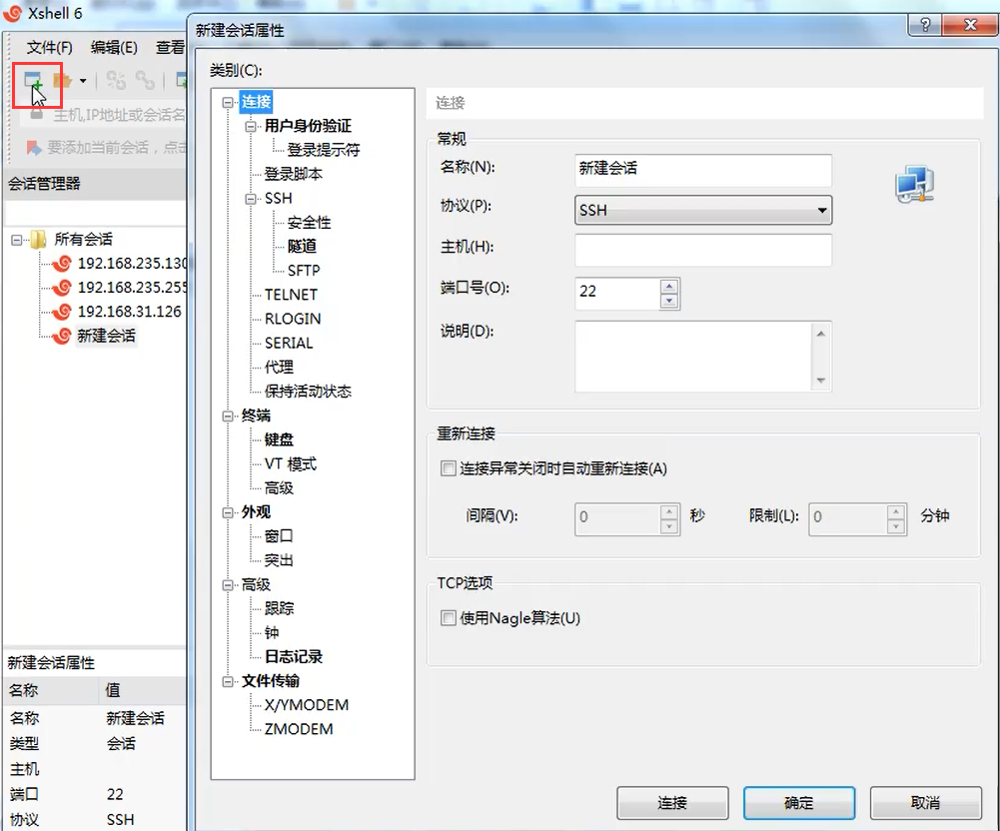 Xshell 6
文件(F) 编辑(E) 查看
主机,IP地址或会话名
要添加当前会话，点击
会话管理器
所有会话
192.168.235.130
192.168.235.255
192.168.31.126
新建会话
新建会话属性
名称 值
名称 新建会话
类型 会话
主机
端口 22
协议 SSH
新建会话属性
类别(C):
连接
用户身份验证
登录提示符
登录脚本
SSH
安全性
隧道
SFTP
TELNET
RLOGIN
SERIAL
代理
保持活动状态
终端
键盘
VT 模式
高级
外观
窗口
突出
高级
跟踪
钟
日志记录
文件传输
X/YMODEM
ZMODEM
连接
常规
名称(N): 新建会话
协议(P): SSH
主机(H):
端口号(O): 22
说明(D):
重新连接
连接异常关闭时自动重新连接(A)
间隔(V): 0 秒 限制(L): 0 分钟
TCP选项
使用Nagle算法(U)
连接 确定 取消